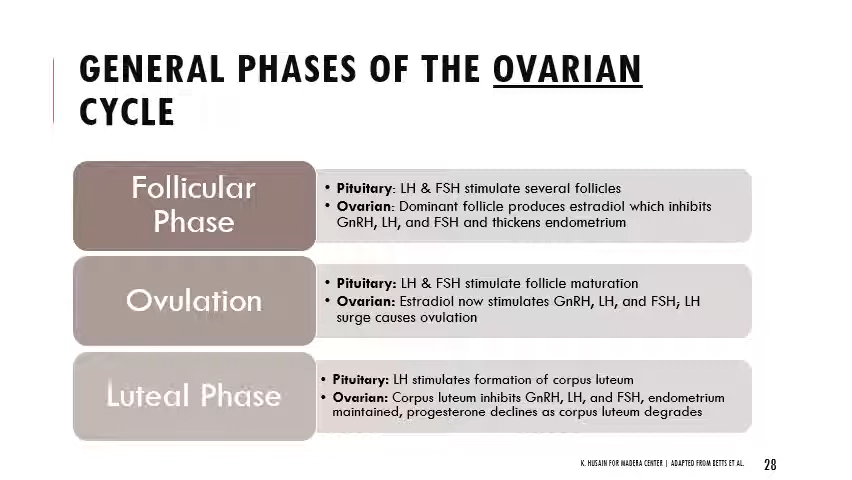 GENERAL PHASES OF THE OVARIAN
CYCLE
Follicular
Phase
• Pituitary: LH & FSH stimulate several follicles
• Ovarian: Dominant follicle produces estradiol which inhibits
GnRH, LH, and FSH and thickens endometrium
Ovulation
• Pituitary: LH & FSH stimulate follicle maturation
• Ovarian: Estradiol now stimulates GnRH, LH, and FSH; LH
surge causes ovulation
Luteal Phase
• Pituitary: LH stimulates formation of corpus luteum
• Ovarian: Corpus luteum inhibits GnRH, LH, and FSH, endometrium
maintained, progesterone declines as corpus luteum degrades
K. HUSAIN FOR MADERA CENTER | ADAPTED FROM BETTS ET AL.
28